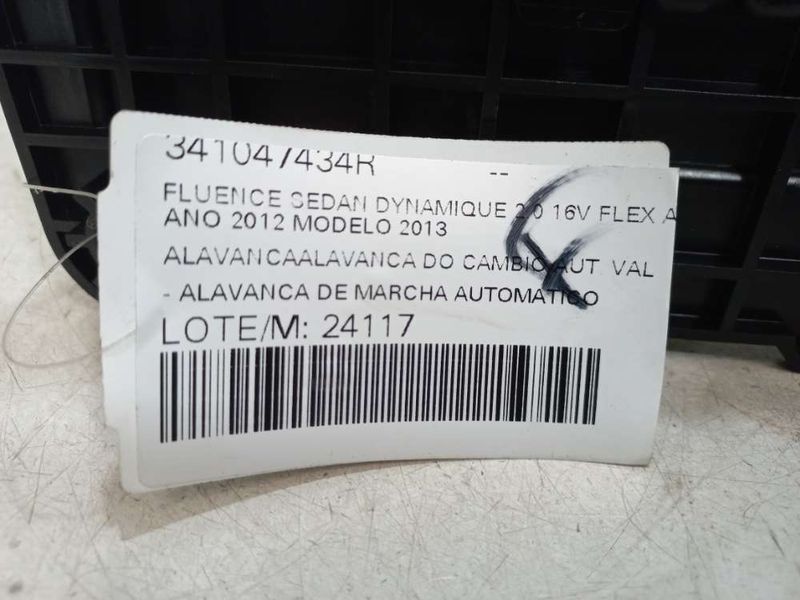 341047434R --
FLUENCE SEDAN DYNAMIQUE 2.0 16V FLEX A
ANO 2012 MODELO 2013
ALAVANCAALAVANCA DO CAMBIO AUT. VAL
- ALAVANCA DE MARCHA AUTOMATICO
LOTE/M: 24117